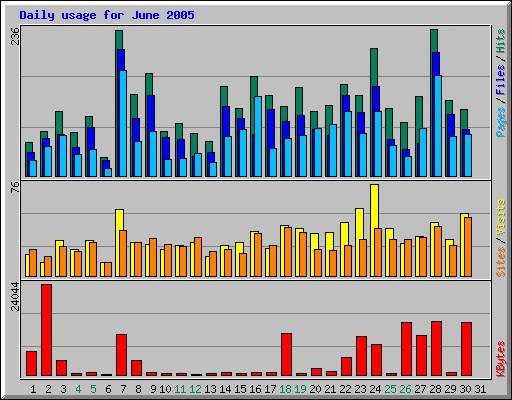 Daily usage for June 2005
236
Pages / Files / Hits
76
Sites / Visits
24044
KBytes
1 2 3 4 5 6 7 8 9 10 11 12 13 14 15 16 17 18 19 20 21 22 23 24 25 26 27 28 29 30 31